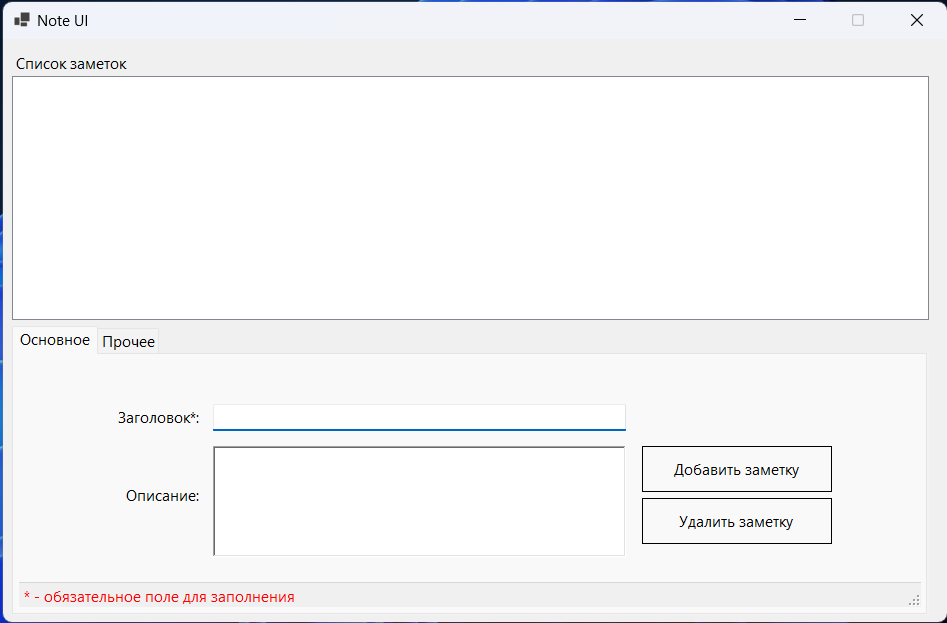 Note UI
Список заметок
Основное
Прочее
Заголовок*:
Описание:
Добавить заметку
Удалить заметку
* - обязательное поле для заполнения